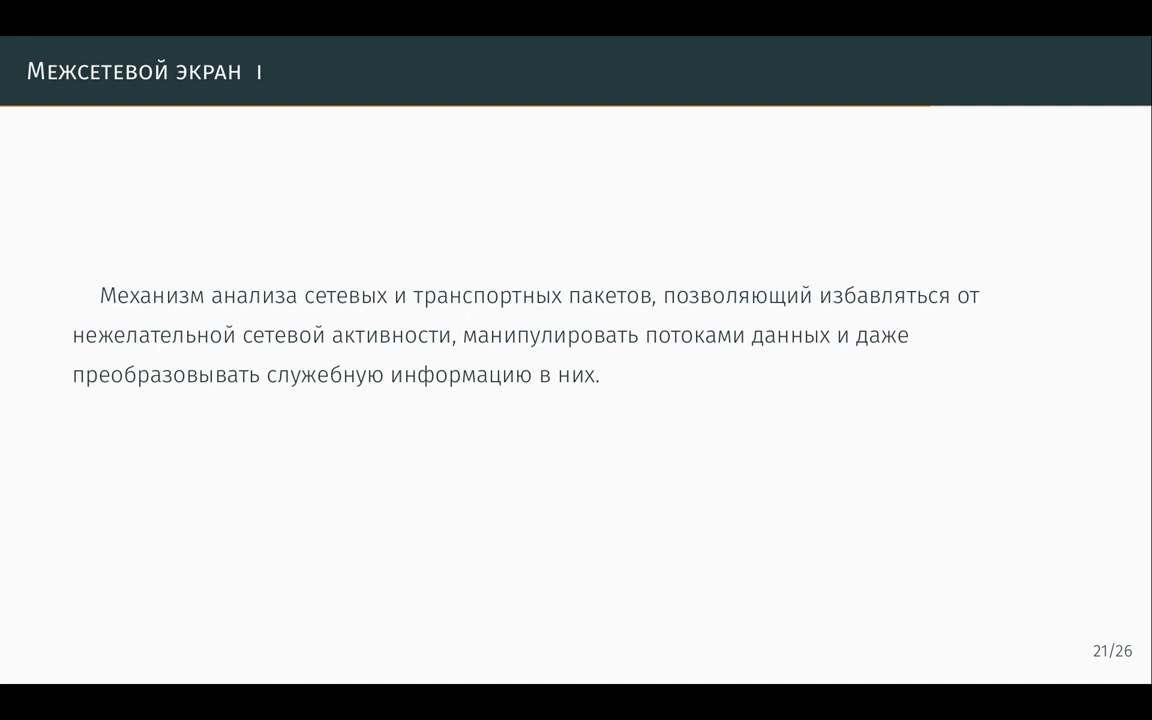 Межсетевой экран I
Механизм анализа сетевых и транспортных пакетов, позволяющий избавляться от
нежелательной сетевой активности, манипулировать потоками данных и даже
преобразовывать служебную информацию в них.
21/26